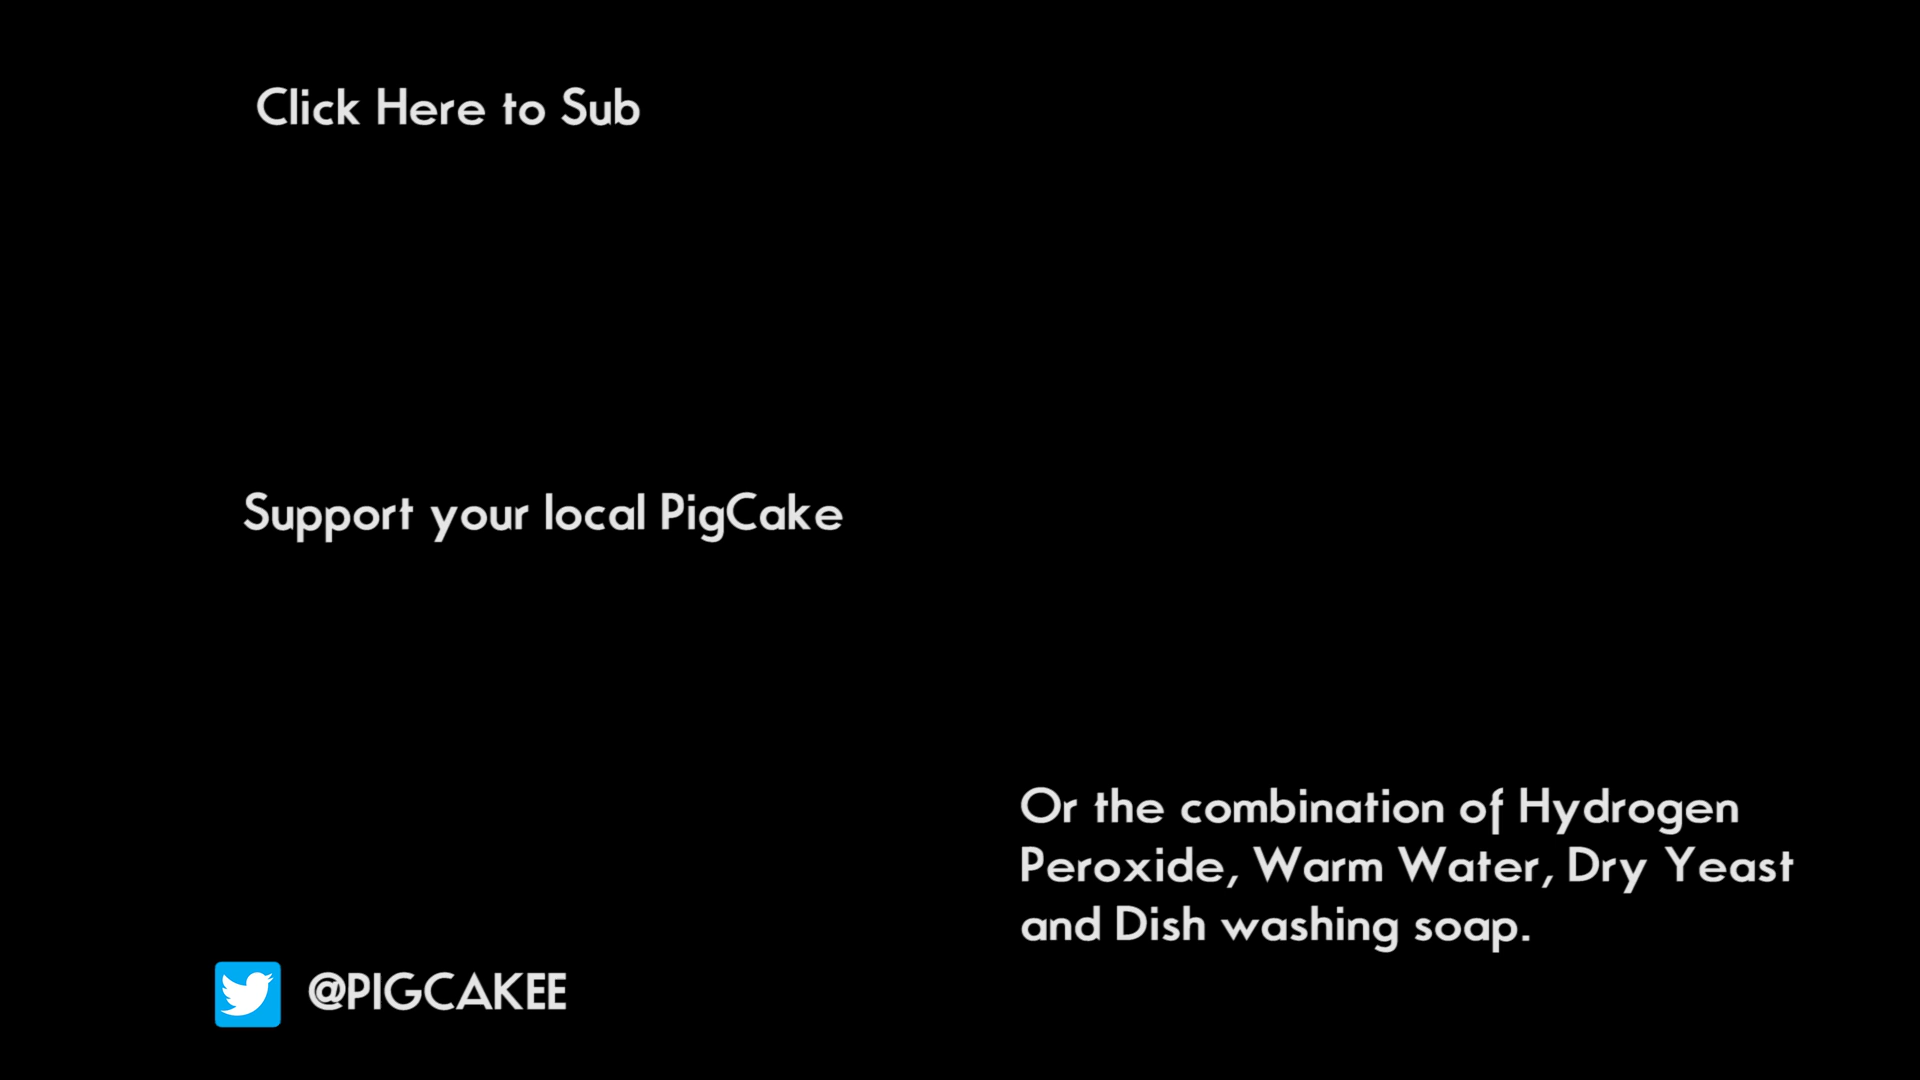 Click Here to Sub
Support your local PigCake
Or the combination of Hydrogen
Peroxide, Warm Water, Dry Yeast
and Dish washing soap.
@PIGCAKEE